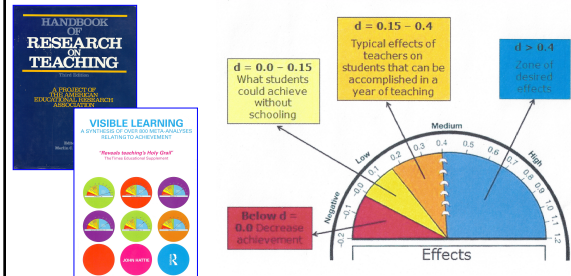 HANDBOOK
OF
RESEARCH
ON
TEACHING
Third Edition
A PROJECT OF
THE AMERICAN
EDUCATIONAL RESEARCH
ASSOCIATION
VISIBLE LEARNING
A SYNTHESIS OF OVER 800 META-ANALYSES
RELATING TO ACHIEVEMENT
"Reveals teaching's Holy Grail"
The Times Educational Supplement
JOHN HATTIE
R
d = 0.0 – 0.15
What students
could achieve
without
schooling
d = 0.15 – 0.4
Typical effects of
teachers on
students that can be
accomplished in a
year of teaching
d > 0.4
Zone of
desired
effects
Below d =
0.0 Decrease
achievement
Negative
Low
Medium
High
-0.2
-0.1
0
0.1
0.2
0.3
0.4
0.5
0.6
0.7
0.8
0.9
1.0
1.1
1.2
Effects